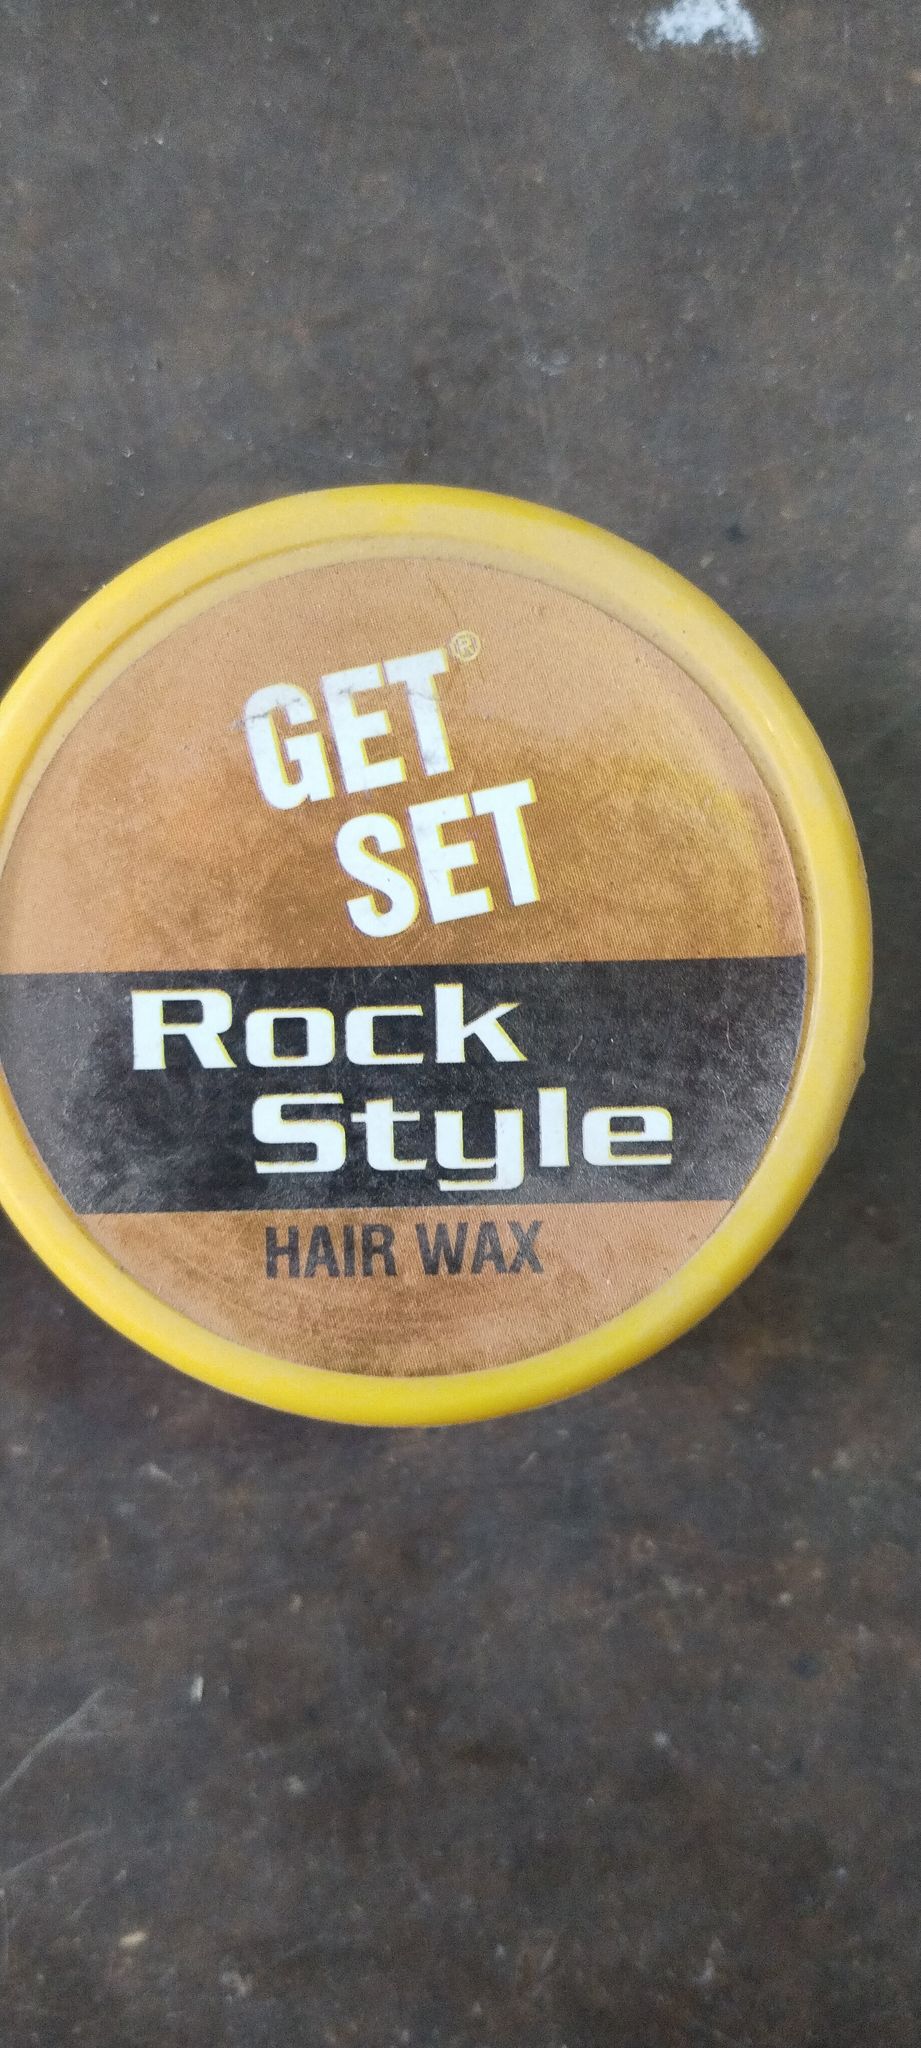 GET®
SET
Rock
Style
HAIR WAX